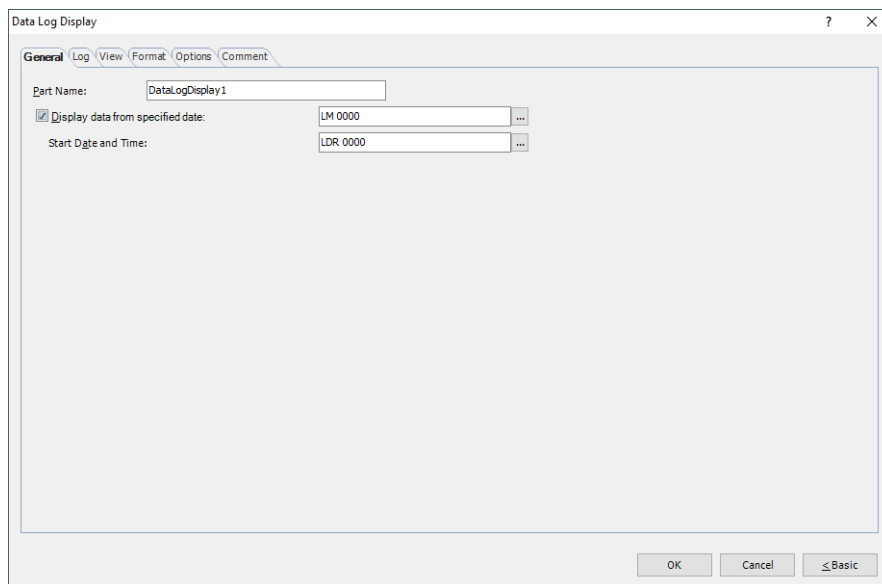 Data Log Display ? ×
General Log View Format Options Comment
Part Name: DataLogDisplay1
Display data from specified date: LM 0000 ...
Start Date and Time: LDR 0000 ...
OK Cancel < Basic